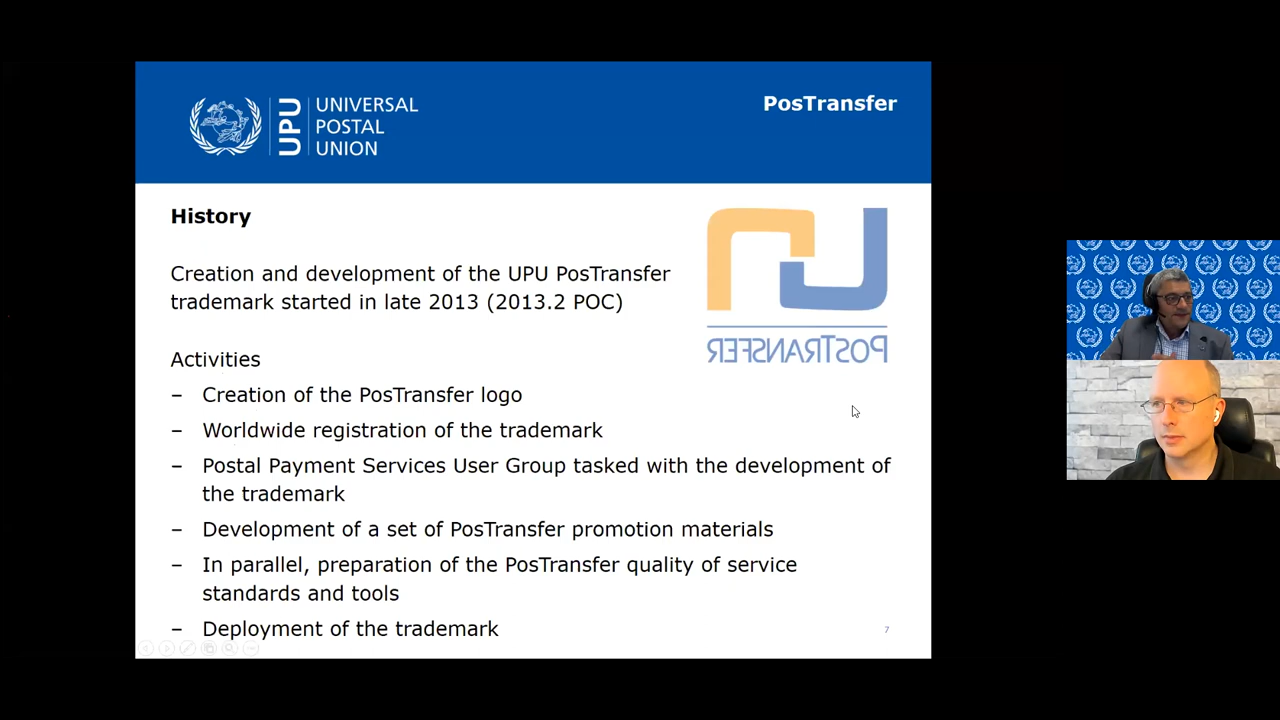 UPU
UNIVERSAL
POSTAL
UNION
PosTransfer
History
Creation and development of the UPU PosTransfer
trademark started in late 2013 (2013.2 POC)
POSTRANSFER
Activities
– Creation of the PosTransfer logo
– Worldwide registration of the trademark
– Postal Payment Services User Group tasked with the development of
the trademark
– Development of a set of PosTransfer promotion materials
– In parallel, preparation of the PosTransfer quality of service
standards and tools
– Deployment of the trademark
7